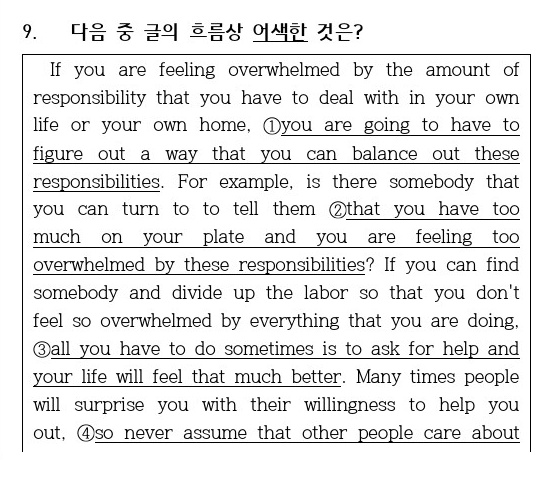 9. 다음 중 글의 흐름상 어색한 것은?
If you are feeling overwhelmed by the amount of
responsibility that you have to deal with in your own
life or your own home, ①you are going to have to
figure out a way that you can balance out these
responsibilities. For example, is there somebody that
you can turn to to tell them ②that you have too
much on your plate and you are feeling too
overwhelmed by these responsibilities? If you can find
somebody and divide up the labor so that you don't
feel so overwhelmed by everything that you are doing,
③all you have to do sometimes is to ask for help and
your life will feel that much better. Many times people
will surprise you with their willingness to help you
out, ④so never assume that other people care about